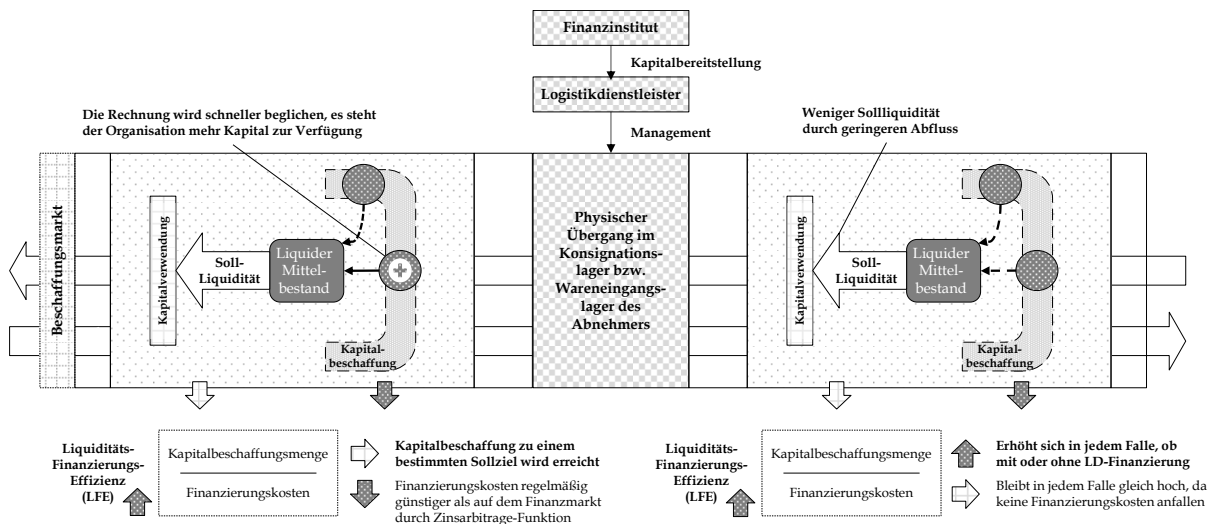 Finanzinstitut
Kapitalbereitstellung
Logistikdienstleister
Management
Die Rechnung wird schneller beglichen, es steht
der Organisation mehr Kapital zur Verfügung
Weniger Sollliquidität
durch geringeren Abfluss
Beschaffungsmarkt
Kapitalverwendung
Soll-
Liquidität
Liquider
Mittel-
bestand
Kapital-
beschaffung
Physischer
Übergang im
Konsignations-
lager bzw.
Wareneingangs-
lager des
Abnehmers
Kapitalverwendung
Soll-
Liquidität
Liquider
Mittel-
bestand
Kapital-
beschaffung
Liquiditäts-
Finanzierungs-
Effizienz
(LFE)
Kapitalbeschaffungsmenge
Finanzierungskosten
Kapitalbeschaffung zu einem
bestimmten Sollziel wird erreicht
Finanzierungskosten regelmäßig
günstiger als auf dem Finanzmarkt
durch Zinsarbitrage-Funktion
Liquiditäts-
Finanzierungs-
Effizienz
(LFE)
Kapitalbeschaffungsmenge
Finanzierungskosten
Erhöht sich in jedem Falle, ob
mit oder ohne LD-Finanzierung
Bleibt in jedem Falle gleich hoch, da
keine Finanzierungskosten anfallen